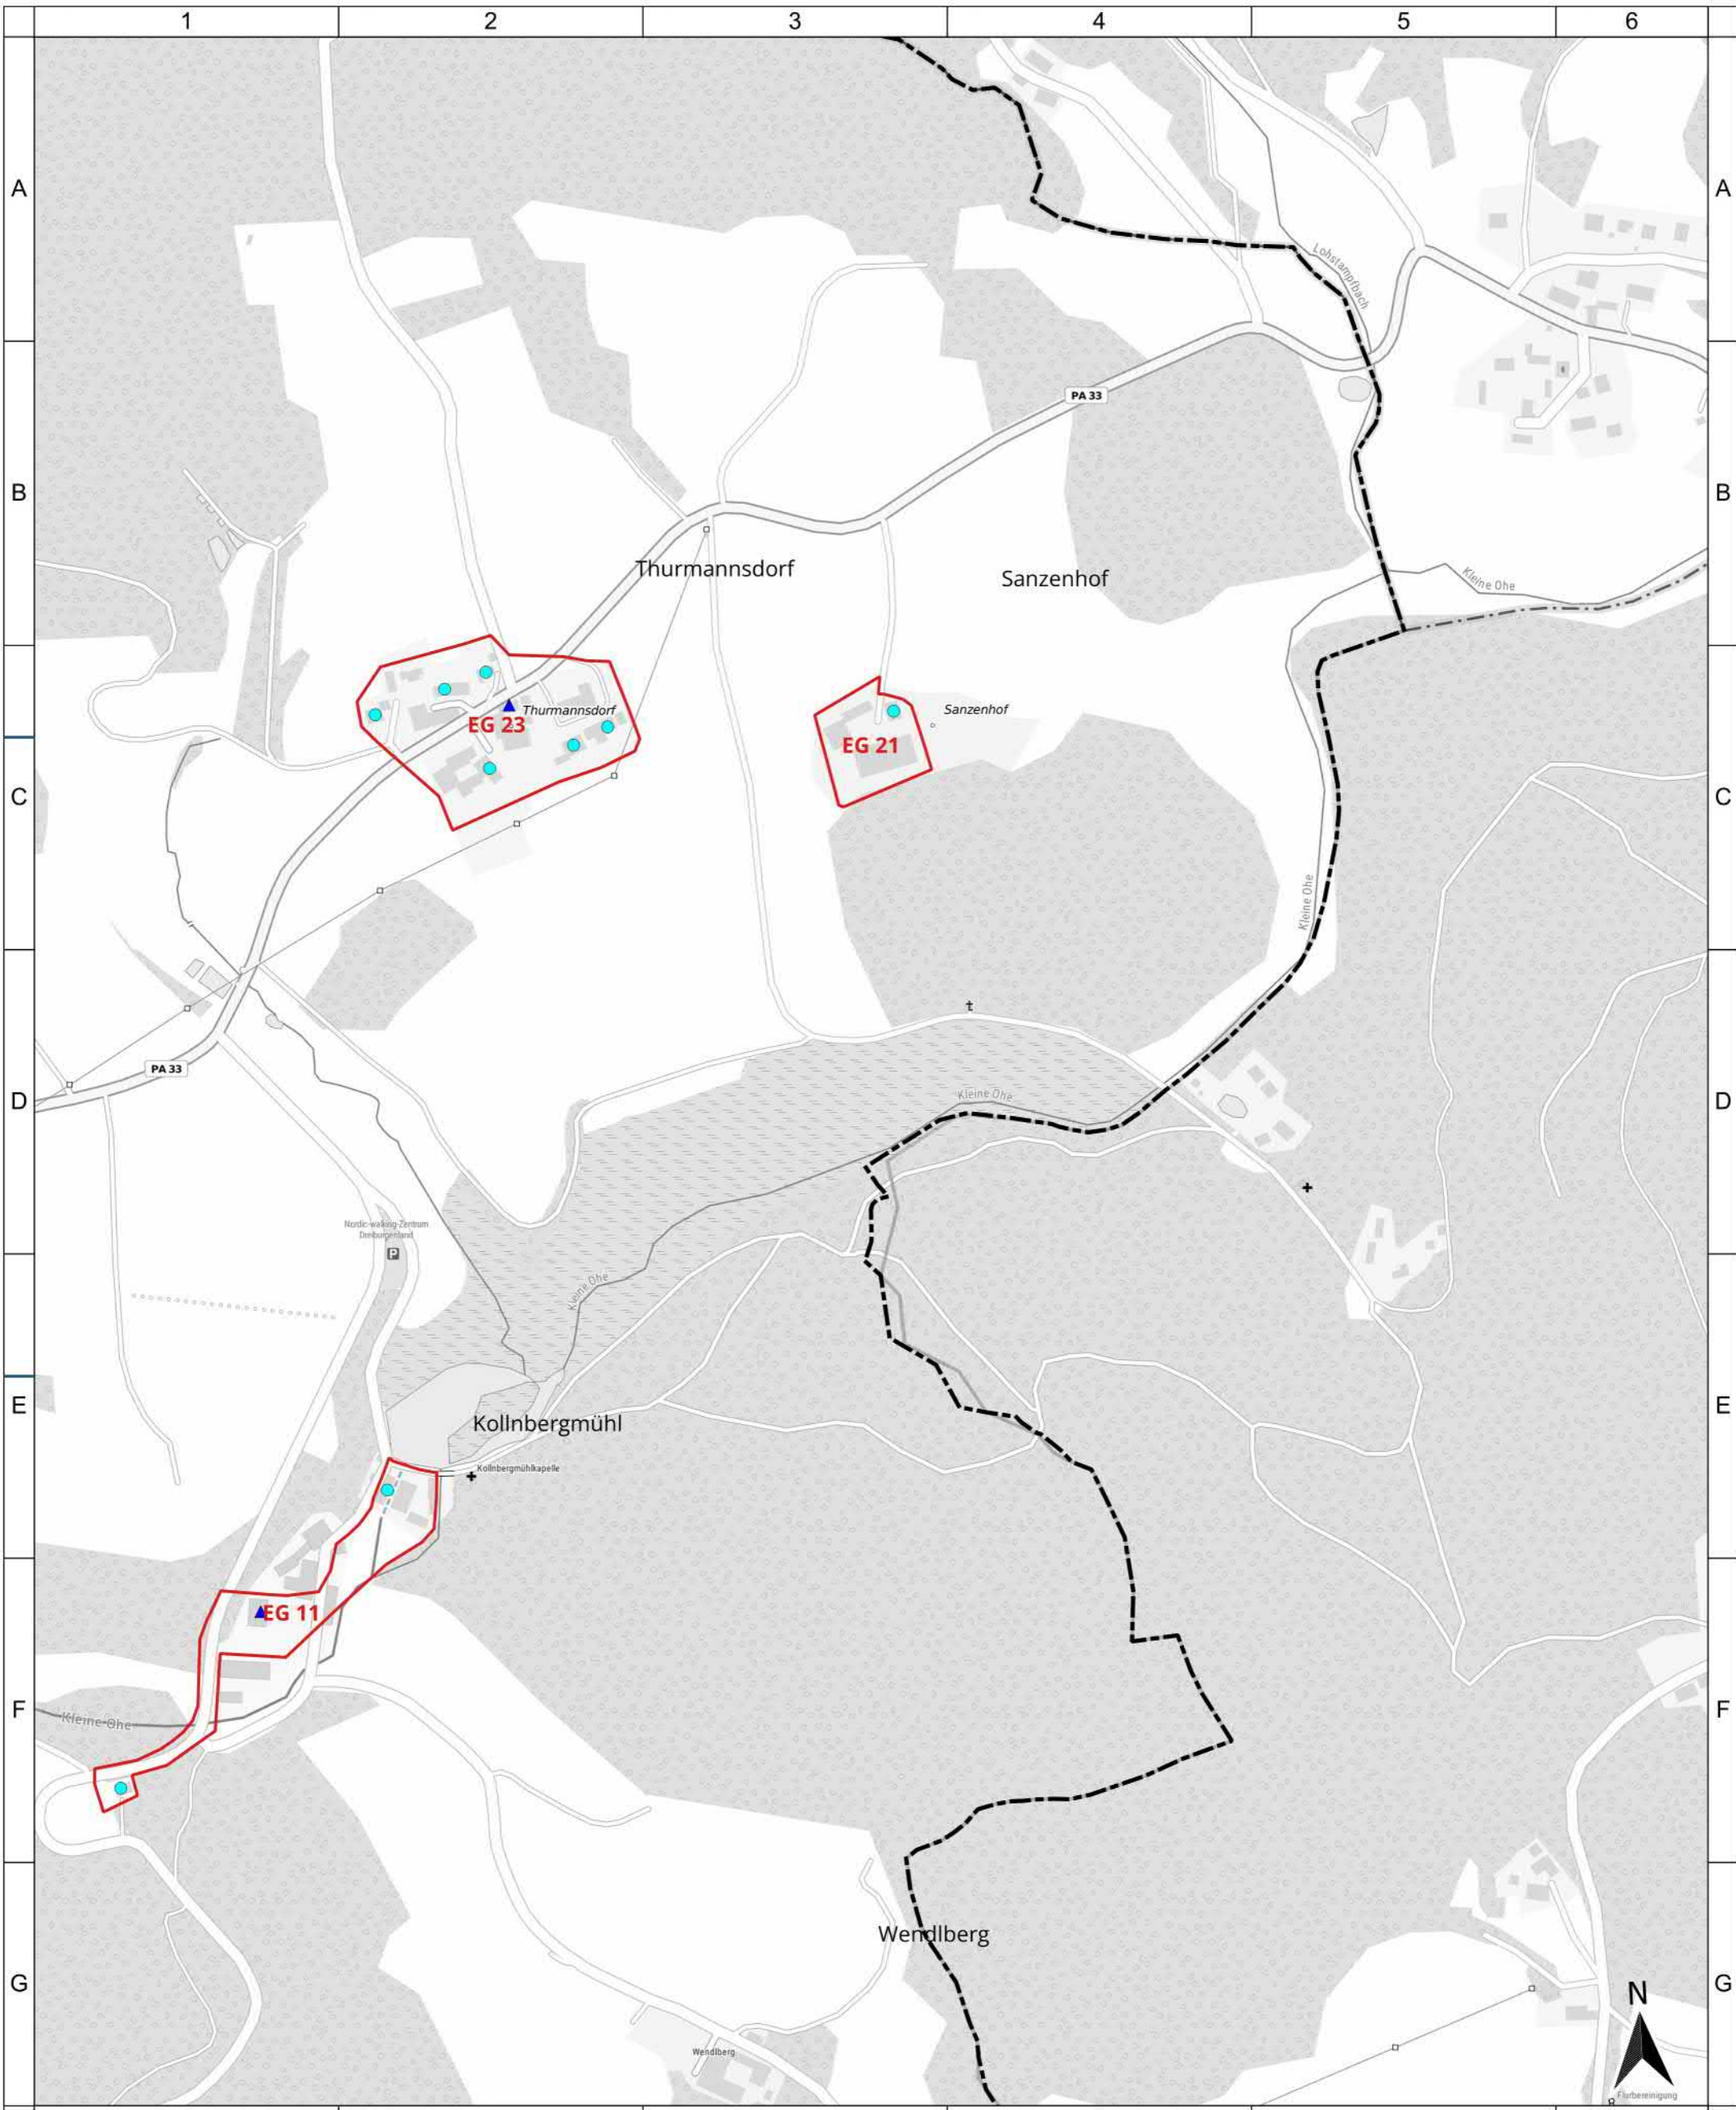 1 2 3 4 5 6
A A
Lohstampfbach
PA 33
B B
Thurmannsdorf
Sanzenhof
Kleine Ohe
Thurmannsdorf
Sanzenhof
EG 23
EG 21
C C
Kleine Ohe
PA 33
Kleine Ohe
D D
Nordic-walking-Zentrum
Dreiburgenland
P
Kleine Ohe
E E
Kollnbergmühl
Kollnbergmühlkapelle
EG 11
F F
Kleine Ohe
Wendlberg
G G
N
Wendlberg
Flurbereinigung